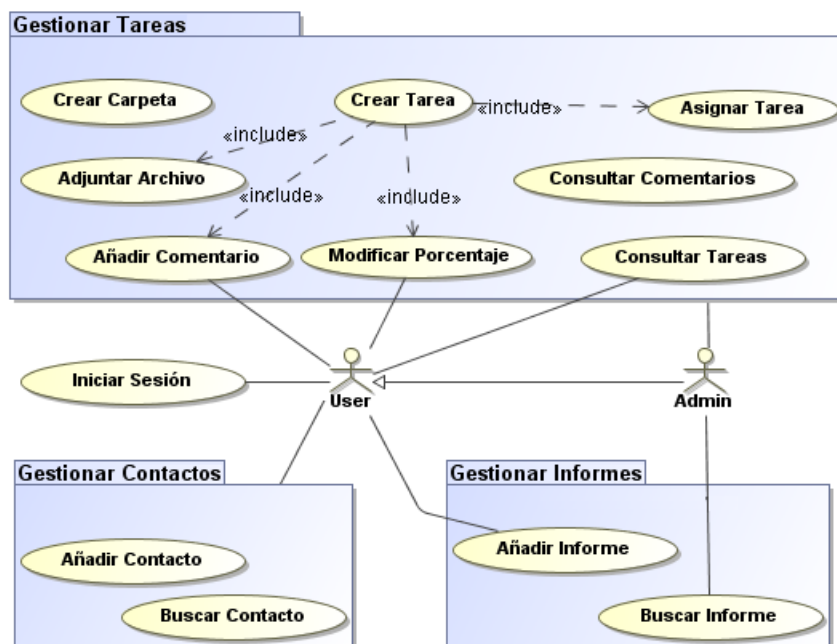 Gestionar Tareas
Crear Carpeta
Crear Tarea
«include»
Asignar Tarea
«include»
Adjuntar Archivo
«include»
«include»
Consultar Comentarios
Añadir Comentario
Modificar Porcentaje
Consultar Tareas
Iniciar Sesión
User
Admin
Gestionar Contactos
Gestionar Informes
Añadir Contacto
Añadir Informe
Buscar Contacto
Buscar Informe